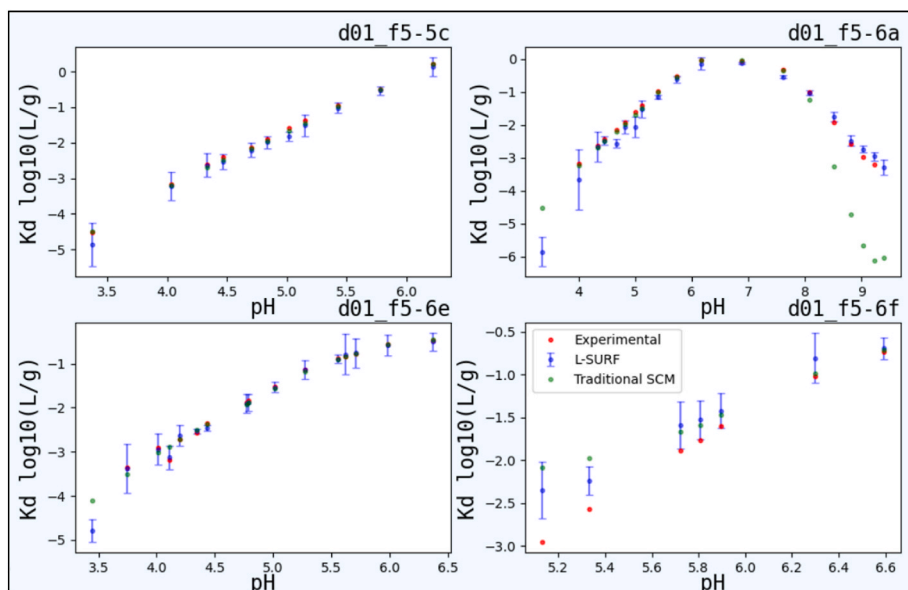 d01_f5-5c
0
−1
−2
−3
−4
−5
Kd log10(L/g)
3.5 4.0 4.5 5.0 5.5 6.0
pH
d01_f5-6a
0
−1
−2
−3
−4
−5
−6
Kd log10(L/g)
4 5 6 7 8 9
pH
d01_f5-6e
−1
−2
−3
−4
−5
Kd log10(L/g)
3.5 4.0 4.5 5.0 5.5 6.0 6.5
pH
d01_f5-6f
Experimental
L-SURF
Traditional SCM
−0.5
−1.0
−1.5
−2.0
−2.5
−3.0
Kd log10(L/g)
5.2 5.4 5.6 5.8 6.0 6.2 6.4 6.6
pH